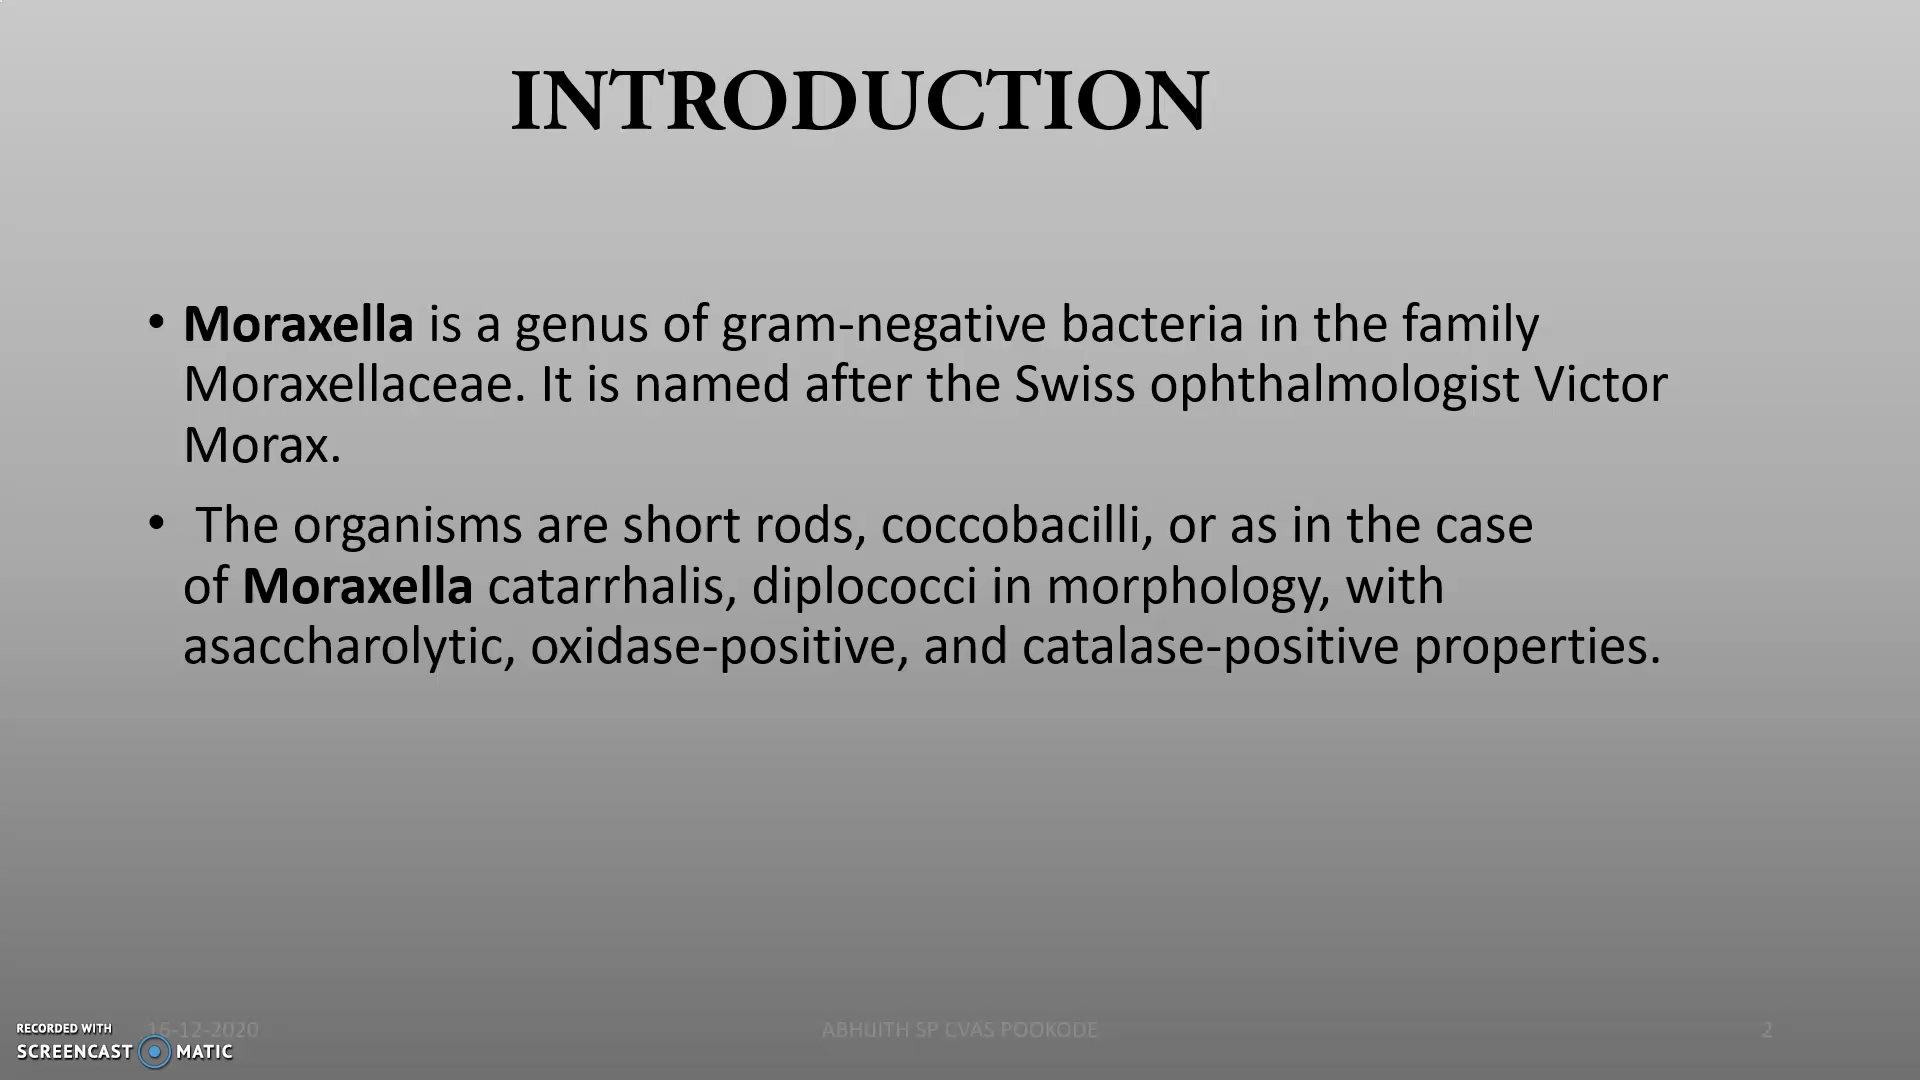 INTRODUCTION
• Moraxella is a genus of gram-negative bacteria in the family
Moraxellaceae. It is named after the Swiss ophthalmologist Victor
Morax.
• The organisms are short rods, coccobacilli, or as in the case
of Moraxella catarrhalis, diplococci in morphology, with
asaccharolytic, oxidase-positive, and catalase-positive properties.
16-12-2020
ABHIJITH SP CVAS POOKODE
2
RECORDED WITH
SCREENCAST MATIC